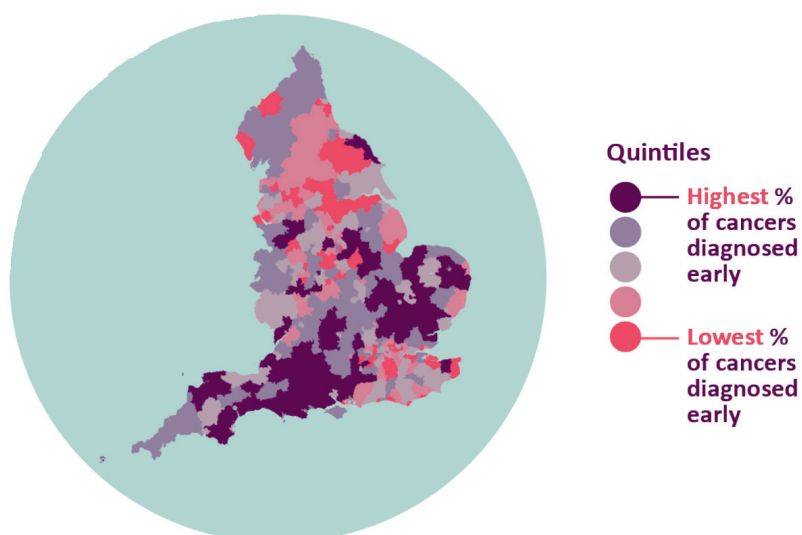 Quintiles
Highest %
of cancers
diagnosed
early
Lowest %
of cancers
diagnosed
early